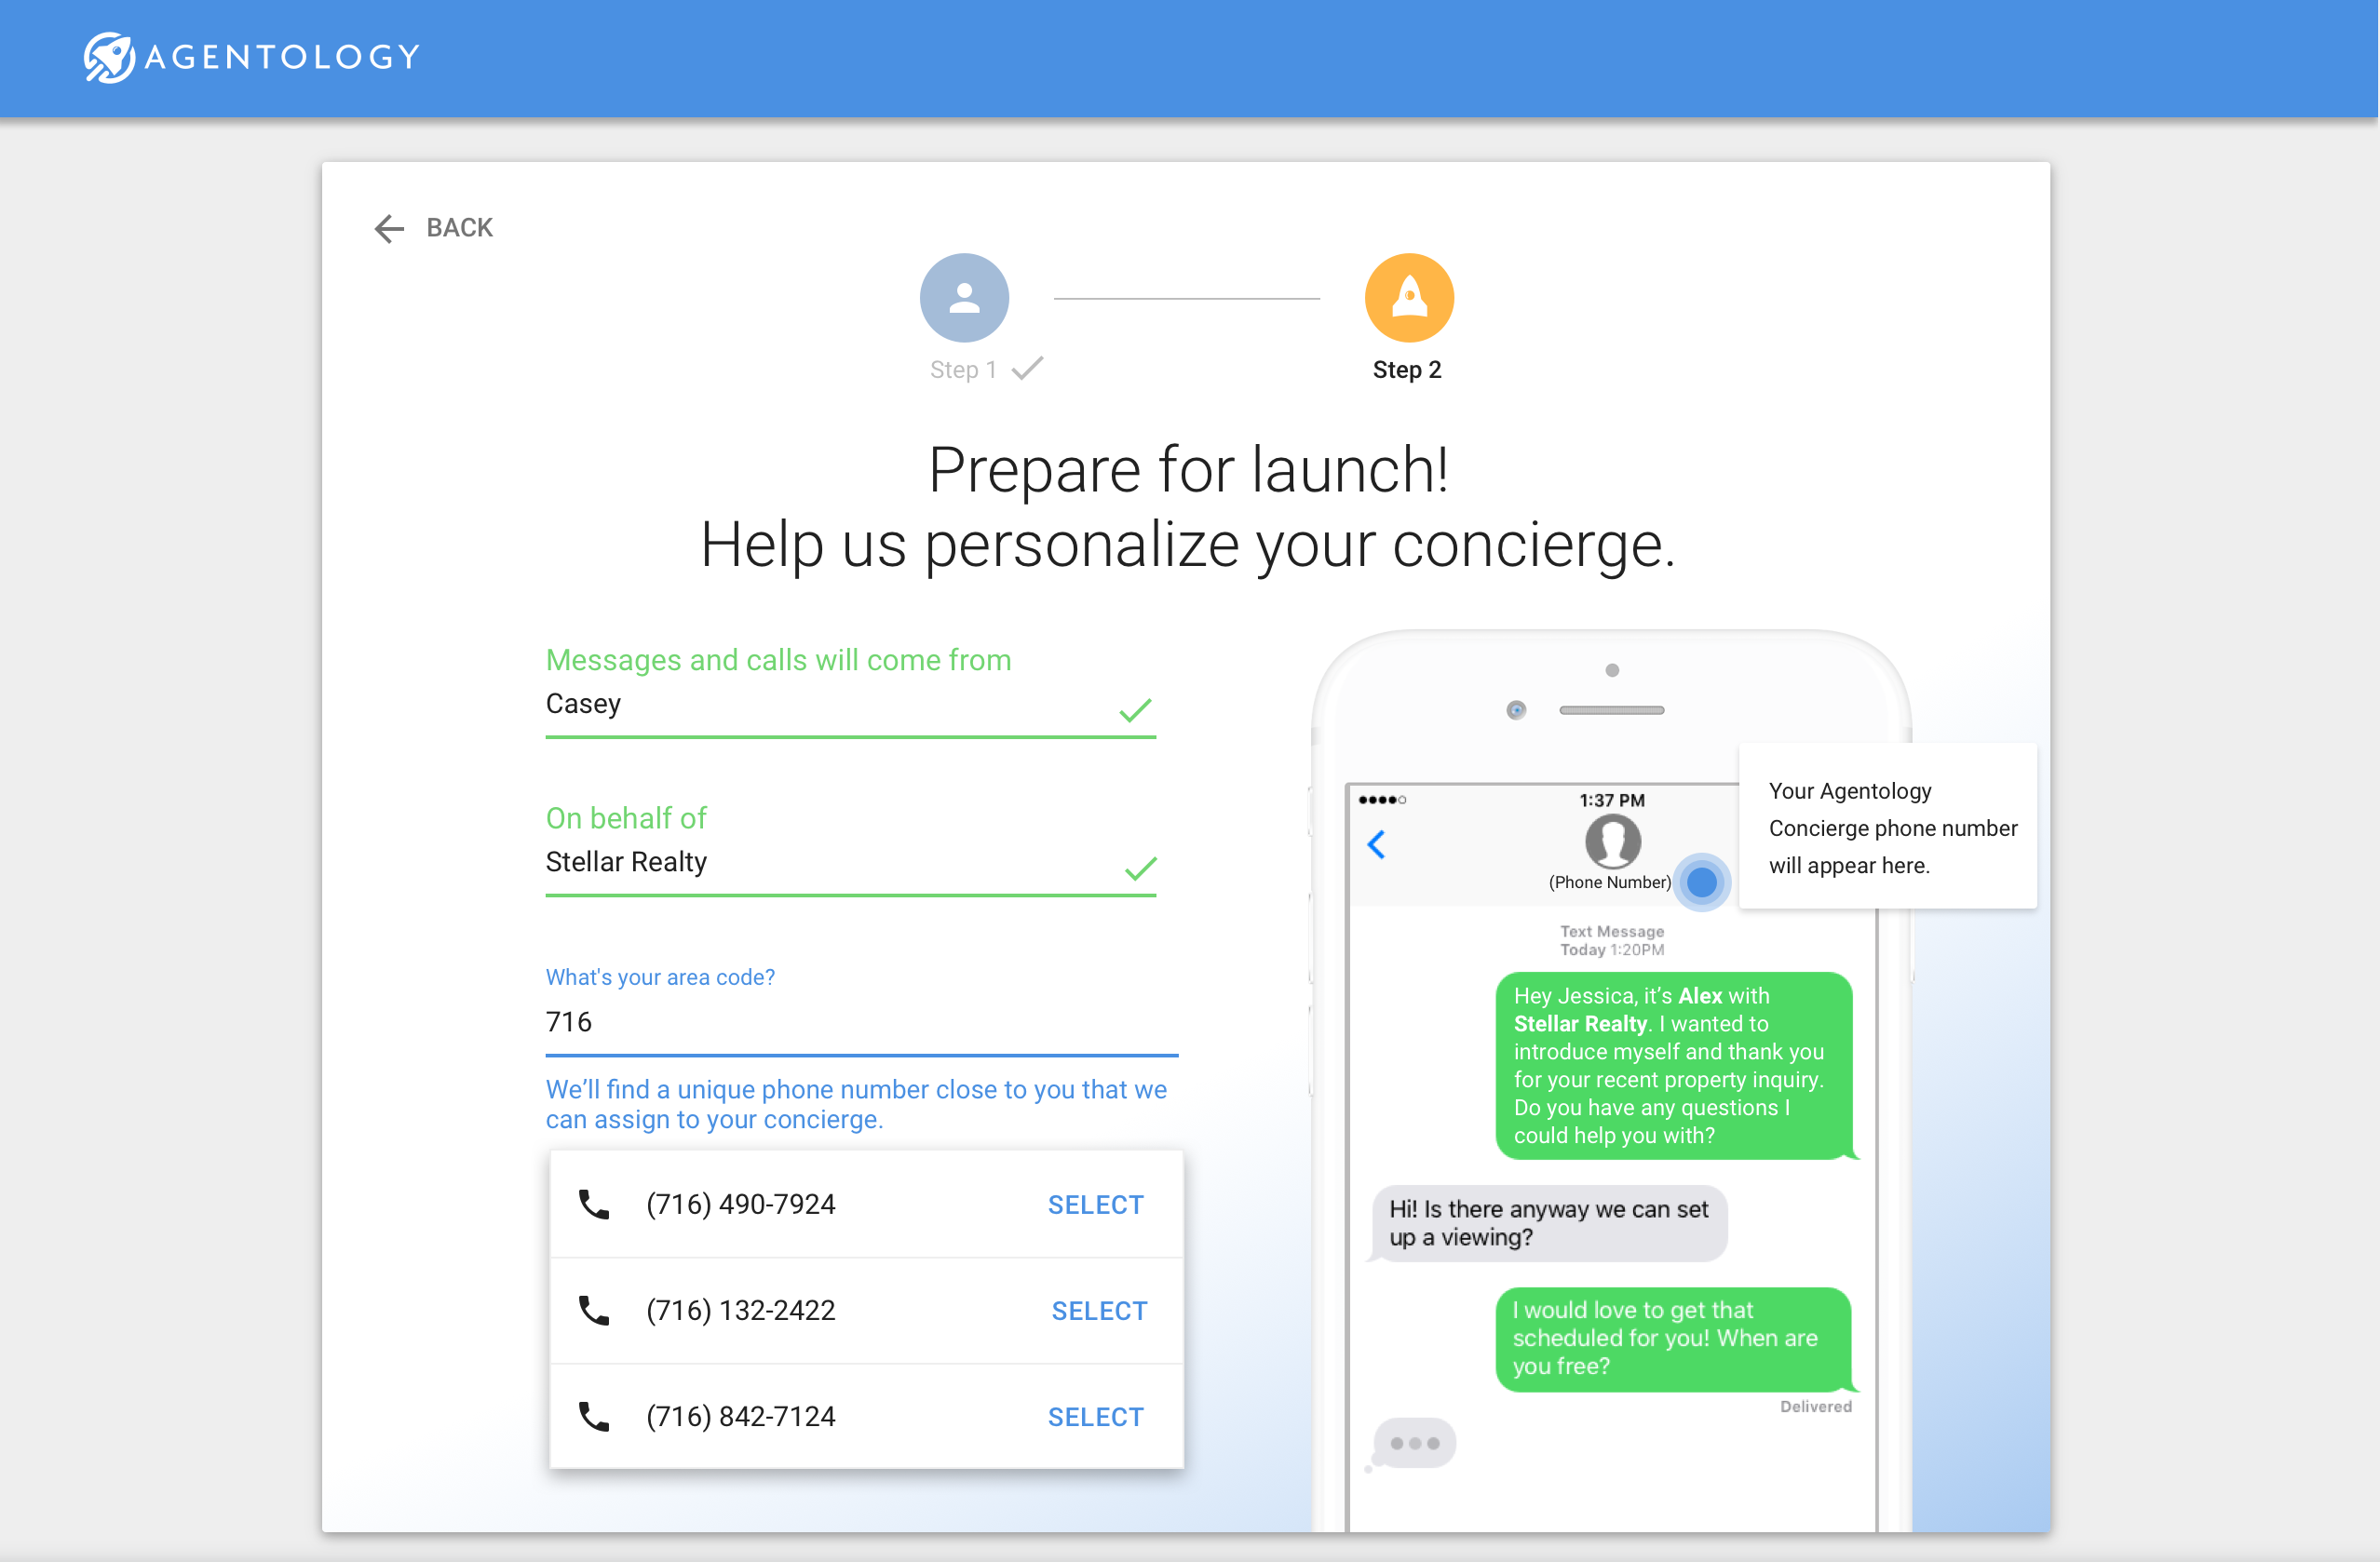 AGENTOLOGY
BACK
Step 1
Step 2
Prepare for launch!
Help us personalize your concierge.
Messages and calls will come from
Casey
On behalf of
Stellar Realty
What's your area code?
716
We’ll find a unique phone number close to you that we
can assign to your concierge.
(716) 490-7924 SELECT
(716) 132-2422 SELECT
(716) 842-7124 SELECT
1:37 PM
(Phone Number)
Your Agentology
Concierge phone number
will appear here.
Text Message
Today 1:20PM
Hey Jessica, it’s Alex with
Stellar Realty. I wanted to
introduce myself and thank you
for your recent property inquiry.
Do you have any questions I
could help you with?
Hi! Is there anyway we can set
up a viewing?
I would love to get that
scheduled for you! When are
you free?
Delivered